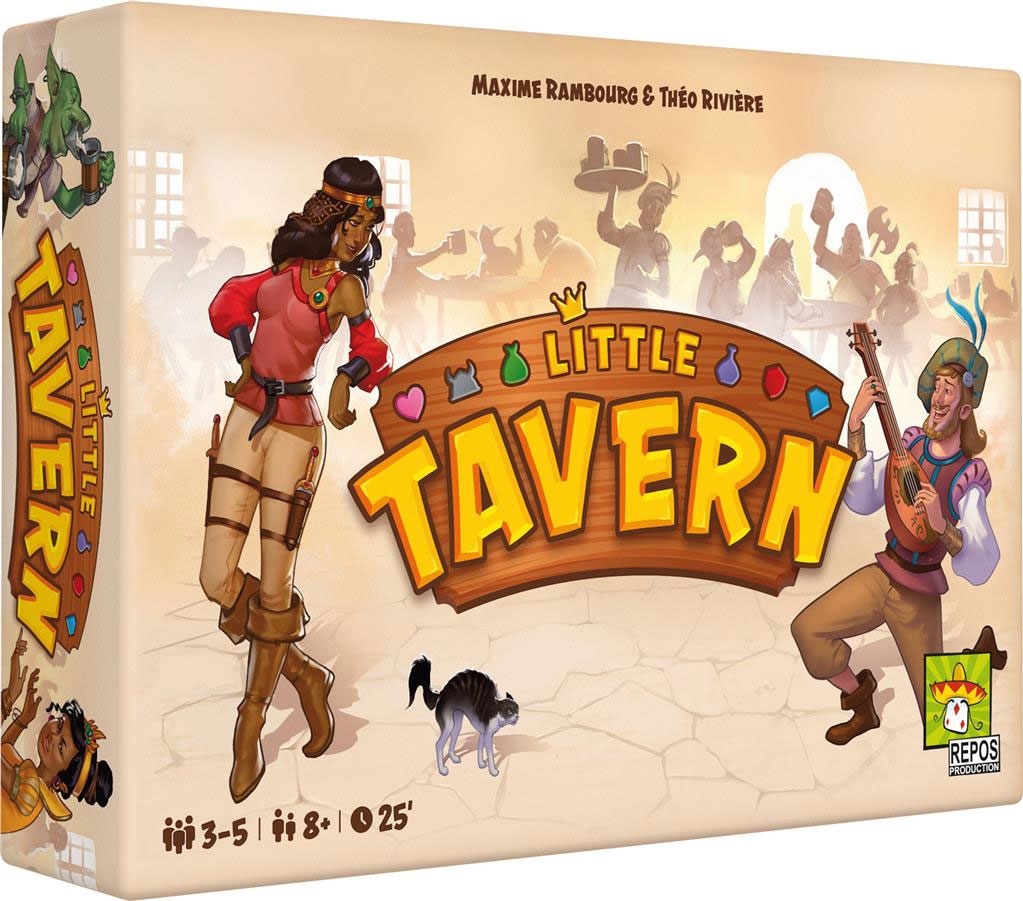 MAXIME RAMBOURG & THÉO RIVIÈRE
LITTLE
TAVERN
LITTLE
TAVERN
REPOS
PRODUCTION
3-5 | 8+ | 25'